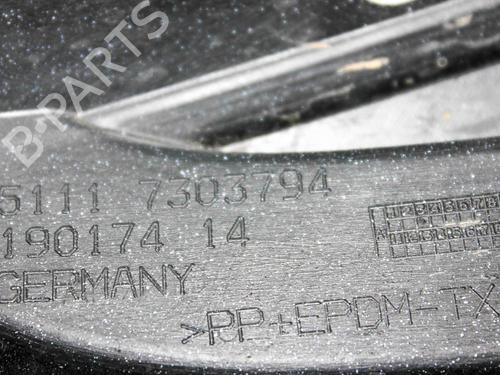 B-PARTS
5111 7303794
190174 14
GERMANY
>PP+EPDM-TX